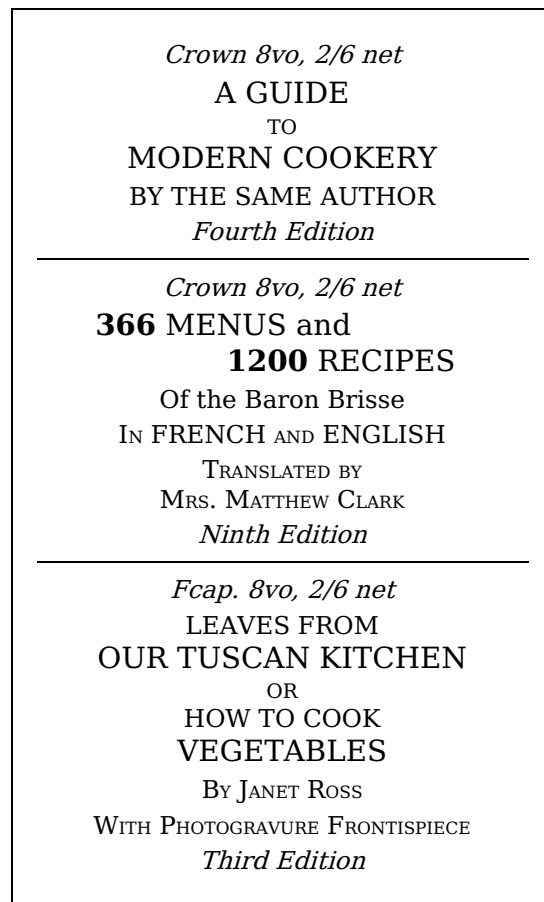 Crown 8vo, 2/6 net
A GUIDE
TO
MODERN COOKERY
BY THE SAME AUTHOR
Fourth Edition
Crown 8vo, 2/6 net
366 MENUS and
1200 RECIPES
Of the Baron Brisse
In FRENCH and ENGLISH
Translated by
Mrs. Matthew Clark
Ninth Edition
Fcap. 8vo, 2/6 net
LEAVES FROM
OUR TUSCAN KITCHEN
OR
HOW TO COOK
VEGETABLES
By Janet Ross
With Photogravure Frontispiece
Third Edition